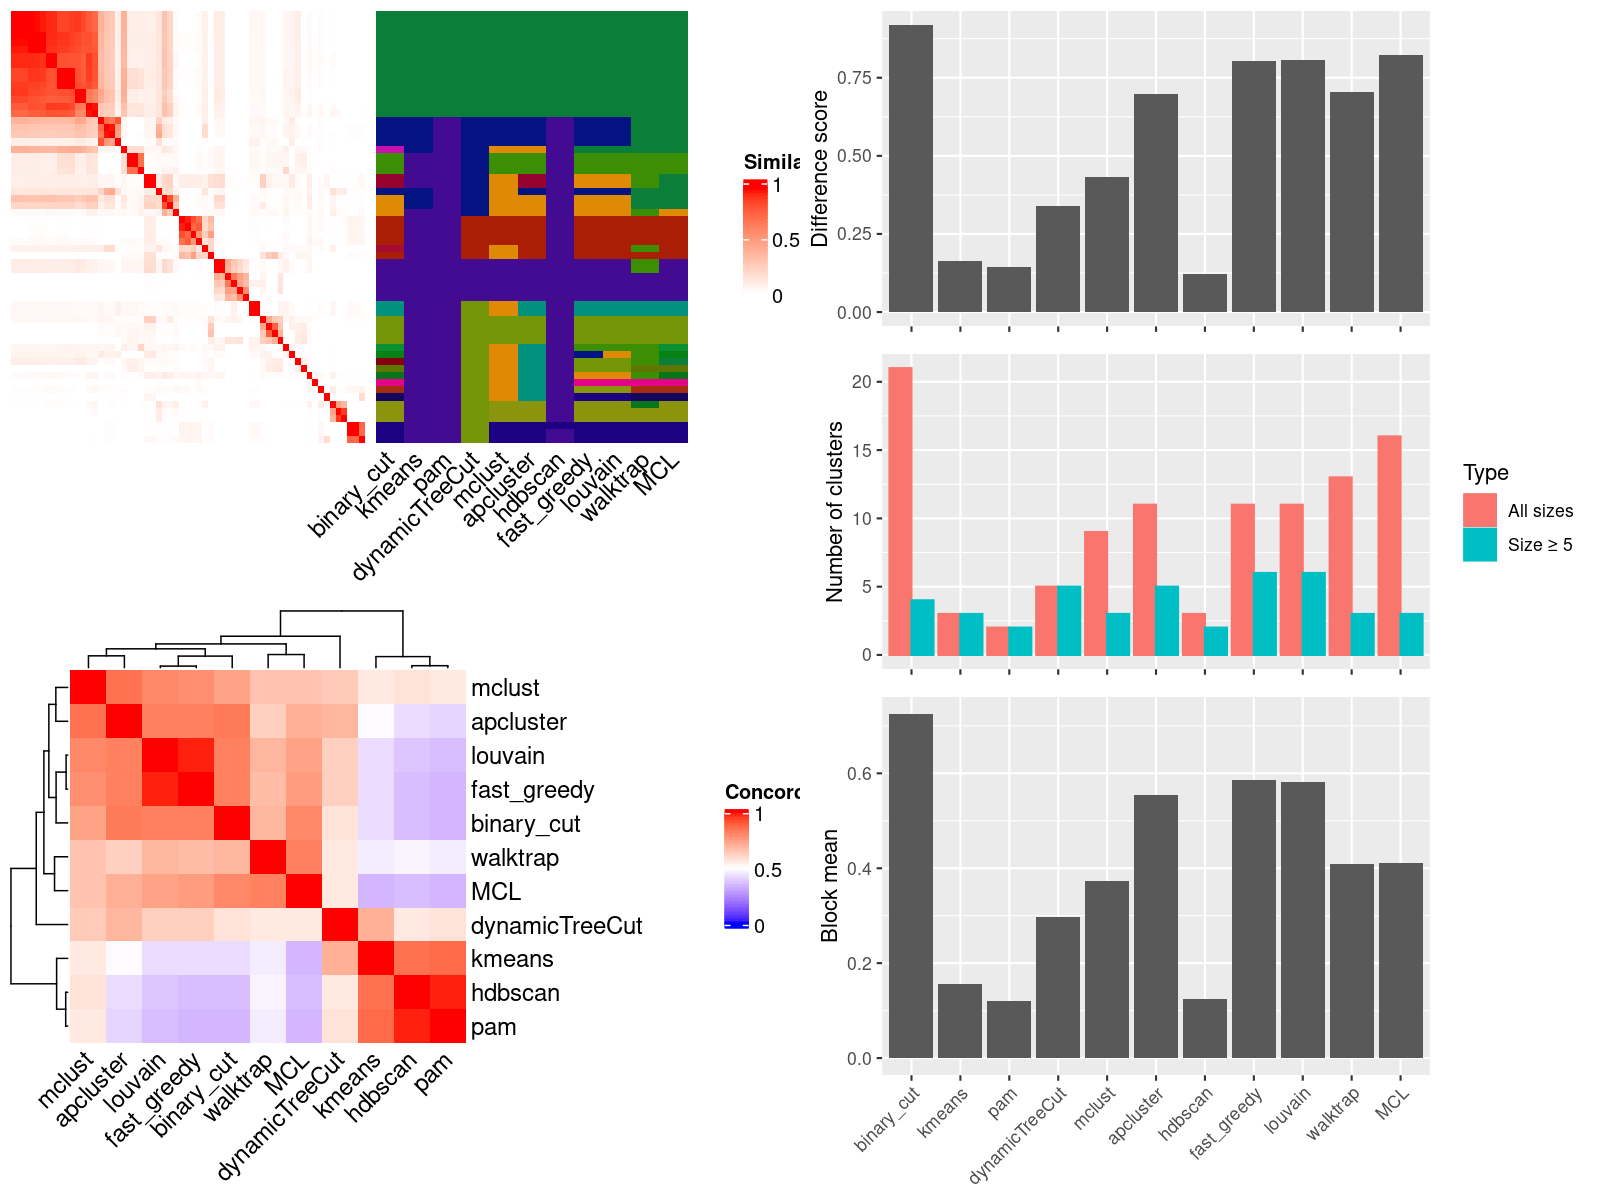 Simila
1
0.5
0
binary_cut
kmeans
pam
dynamicTreeCut
mclust
apcluster
hdbscan
fast_greedy
louvain
walktrap
MCL
Difference score
0.75
0.50
0.25
0.00
Number of clusters
20
15
10
5
0
Type
All sizes
Size ≥ 5
mclust
apcluster
louvain
fast_greedy
binary_cut
walktrap
MCL
dynamicTreeCut
kmeans
hdbscan
pam
mclust
apcluster
louvain
fast_greedy
binary_cut
walktrap
MCL
dynamicTreeCut
kmeans
hdbscan
pam
Concord
1
0.5
0
Block mean
0.6
0.4
0.2
0.0
binary_cut
kmeans
pam
dynamicTreeCut
mclust
apcluster
hdbscan
fast_greedy
louvain
walktrap
MCL